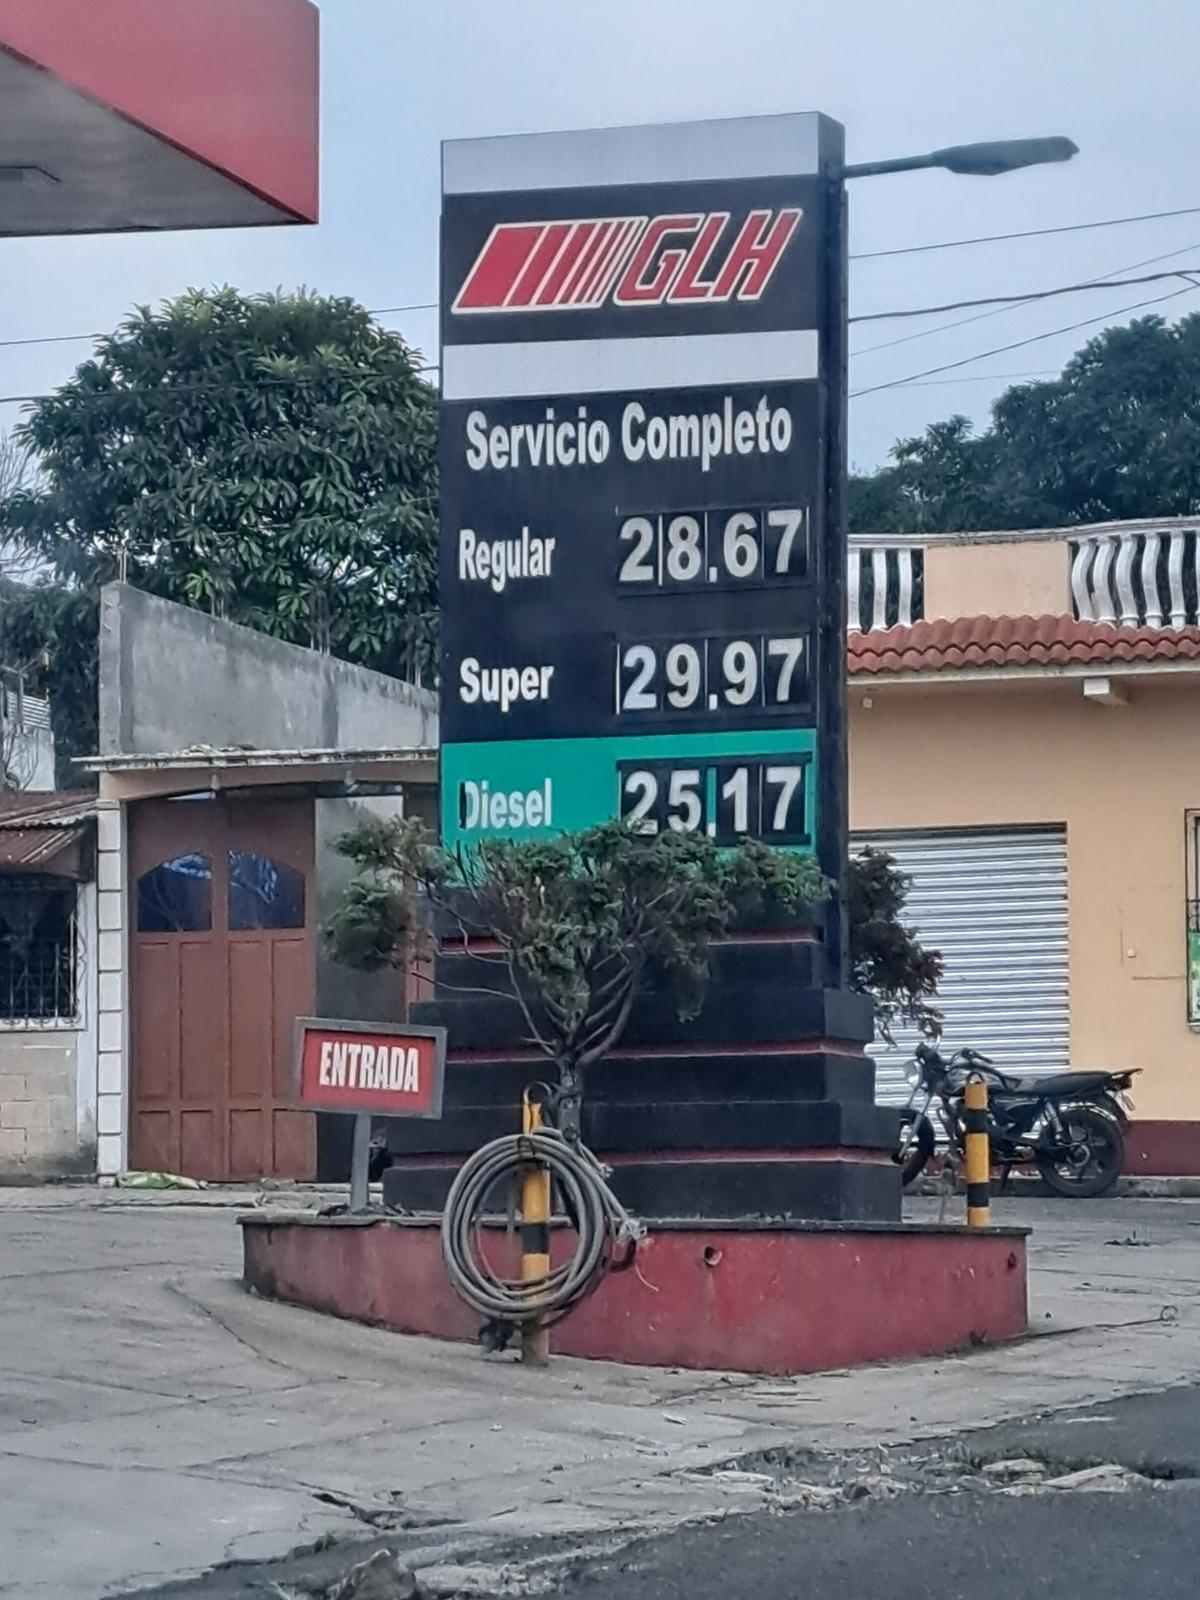 GLH
Servicio Completo
Regular 28.67
Super 29.97
Diesel 25.17
ENTRADA